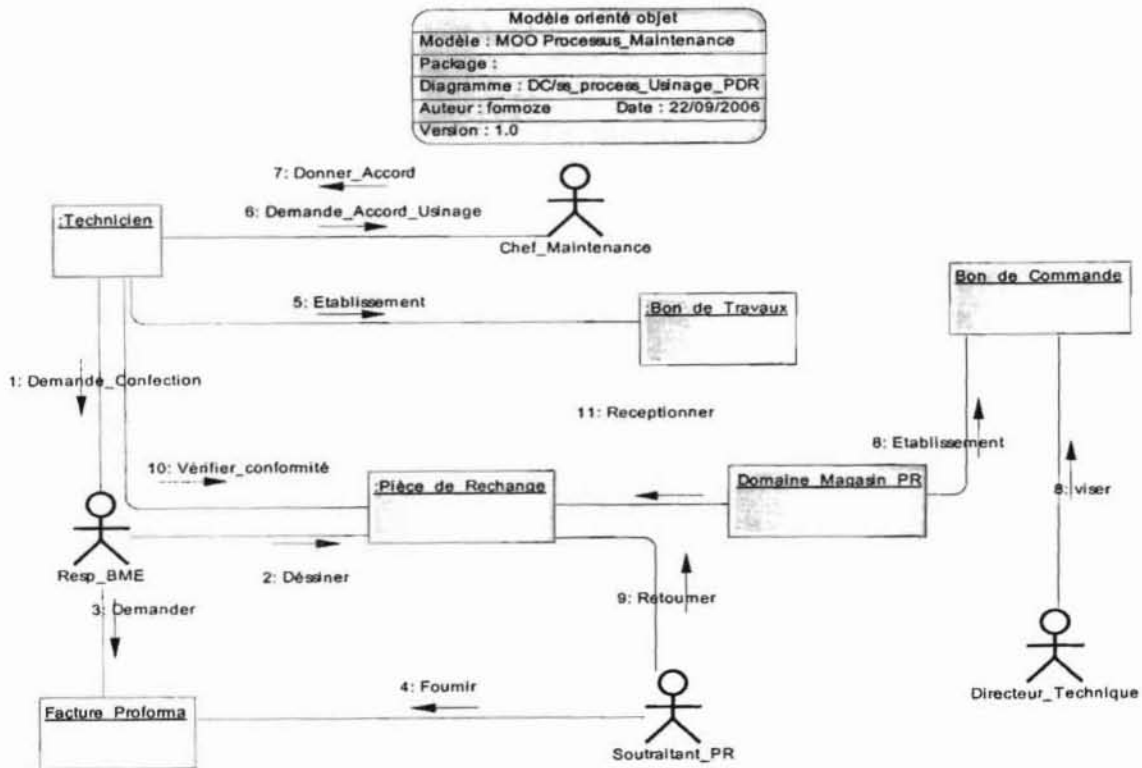 Modèle orienté objet
Modèle : MOO Processus_Maintenance
Package :
Diagramme : DC/ss_process_Usinage_PDR
Auteur : formoze Date : 22/09/2006
Version : 1.0
7: Donner_Accord
6: Demande_Accord_Usinage
:Technicien
Chef_Maintenance
Bon de Commande
5: Etablissement
:Bon de Travaux
1: Demande_Confection
11: Receptionner
8: Etablissement
10: Vérifier_conformité
:Pièce de Rechange
Domaine Magasin PR
8: viser
Resp_BME
2: Déssiner
9: Retourner
3: Demander
4: Fournir
Directeur_Technique
Facture Proforma
Soutraitant_PR